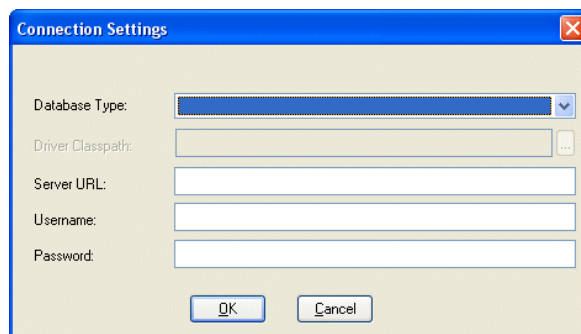 Connection Settings
Database Type:
Driver Classpath:
...
Server URL:
Username:
Password:
OK
Cancel